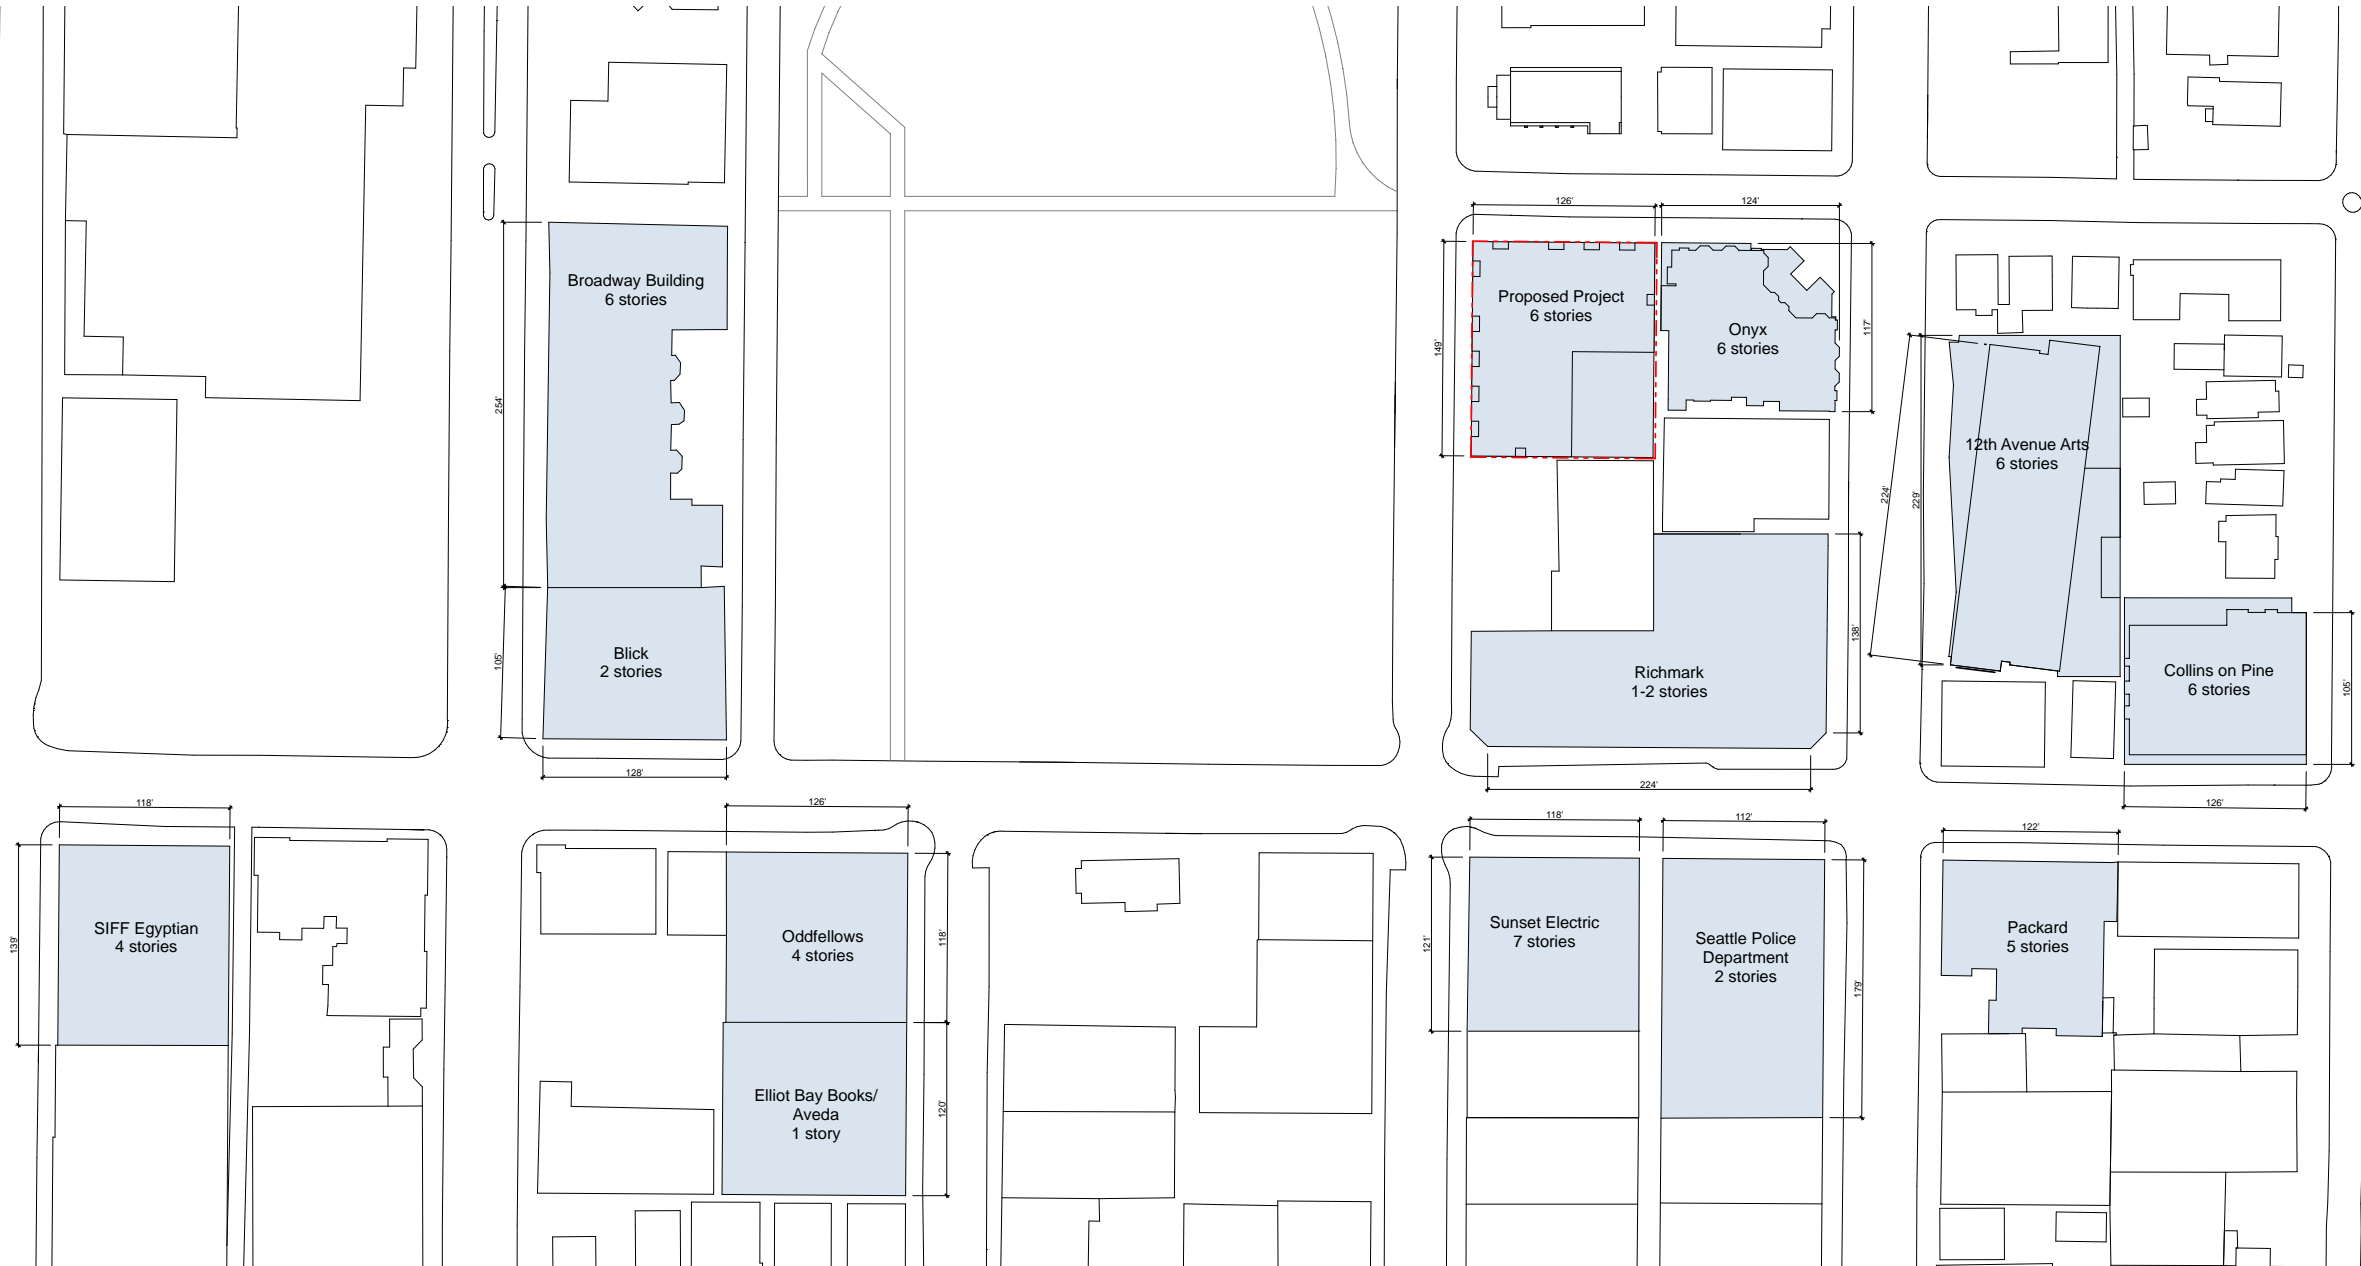 126'
124'
Broadway Building
6 stories
254'
Proposed Project
6 stories
149'
Onyx
6 stories
117'
12th Avenue Arts
6 stories
224'
229'
Blick
2 stories
105'
128'
Richmark
1-2 stories
138'
224'
Collins on Pine
6 stories
105'
126'
118'
SIFF Egyptian
4 stories
139'
126'
Oddfellows
4 stories
118'
Elliot Bay Books/
Aveda
1 story
120'
118'
Sunset Electric
7 stories
121'
112'
Seattle Police
Department
2 stories
179'
122'
Packard
5 stories